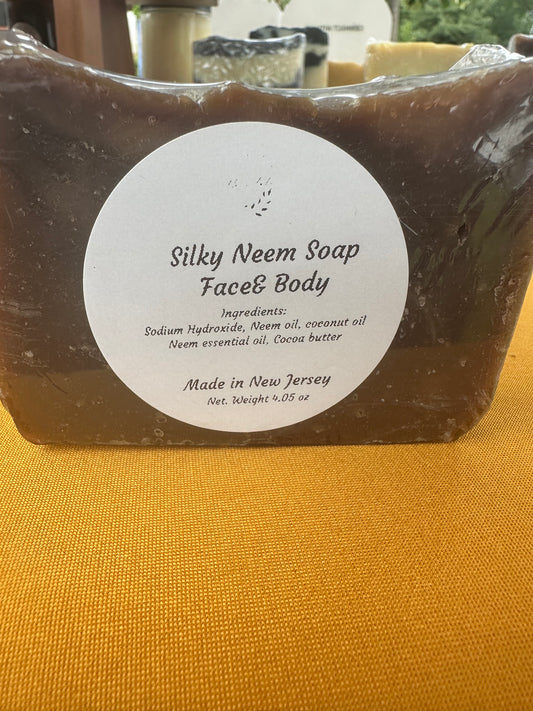 Silky Neem Soap
Face& Body
Ingredients:
Sodium Hydroxide, Neem oil, coconut oil
Neem essential oil, Cocoa butter
Made in New Jersey
Net. Weight 4.05 oz